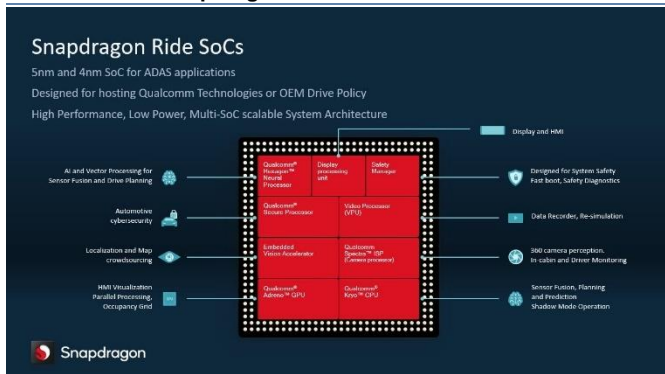 Snapdragon Ride SoCs
5nm and 4nm SoC for ADAS applications
Designed for hosting Qualcomm Technologies or OEM Drive Policy
High Performance, Low Power, Multi-SoC scalable System Architecture
Display and HMI
AI and Vector Processing for
Sensor Fusion and Drive Planning
Automotive
cybersecurity
Localization and Map
crowdsourcing
HMI Visualization
Parallel Processing,
Occupancy Grid
Qualcomm®
Hexagon™
Neural
Processor
Display
processing
unit
Safety
Manager
Qualcomm®
Secure Processor
Video Processor
(VPU)
Embedded
Vision Accelerator
Qualcomm
Spectra™ ISP
(Camera processor)
Qualcomm®
Adreno™ GPU
Qualcomm®
Kryo™ CPU
Designed for System Safety
Fast boot, Safety Diagnostics
Data Recorder, Re-simulation
360 camera perception.
In-cabin and Driver Monitoring
Sensor Fusion, Planning
and Prediction
Shadow Mode Operation
Snapdragon